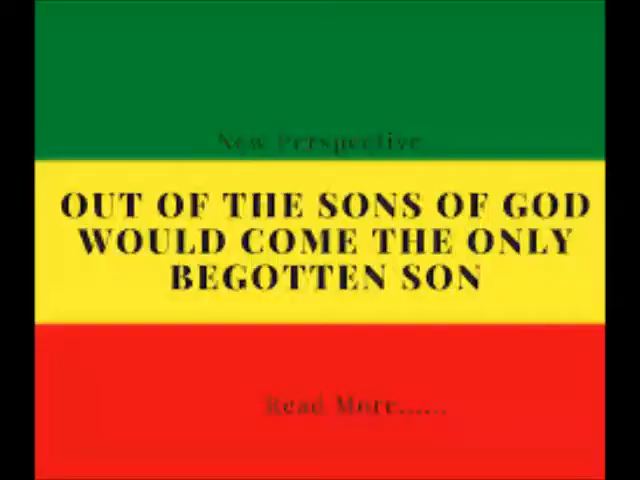 New Perspective
OUT OF THE SONS OF GOD
WOULD COME THE ONLY
BEGOTTEN SON
Read More......